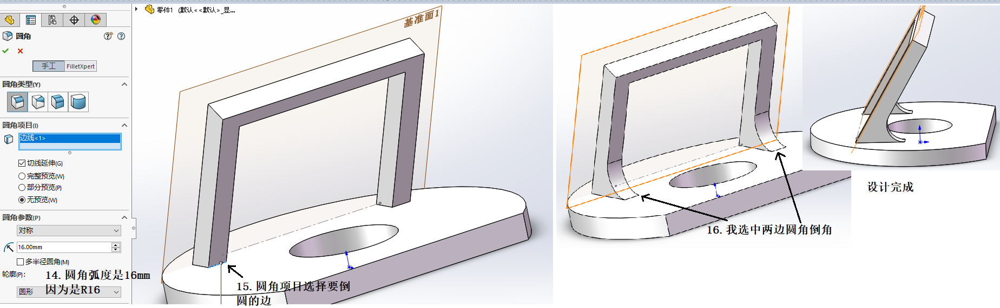 零件1 (默认<<默认>_显...
圆角
手工
FilletXpert
圆角类型(Y)
圆角项目(I)
边线<1>
切线延伸(G)
完整预览(W)
部分预览(P)
无预览(W)
圆角参数(P)
对称
16.00mm
多半径圆角(M)
轮廓(P):
圆形
14.圆角弧度是16mm
因为是R16
基准面1
15.圆角项目选择要倒
圆的边
16.我选中两边圆角倒角
设计完成